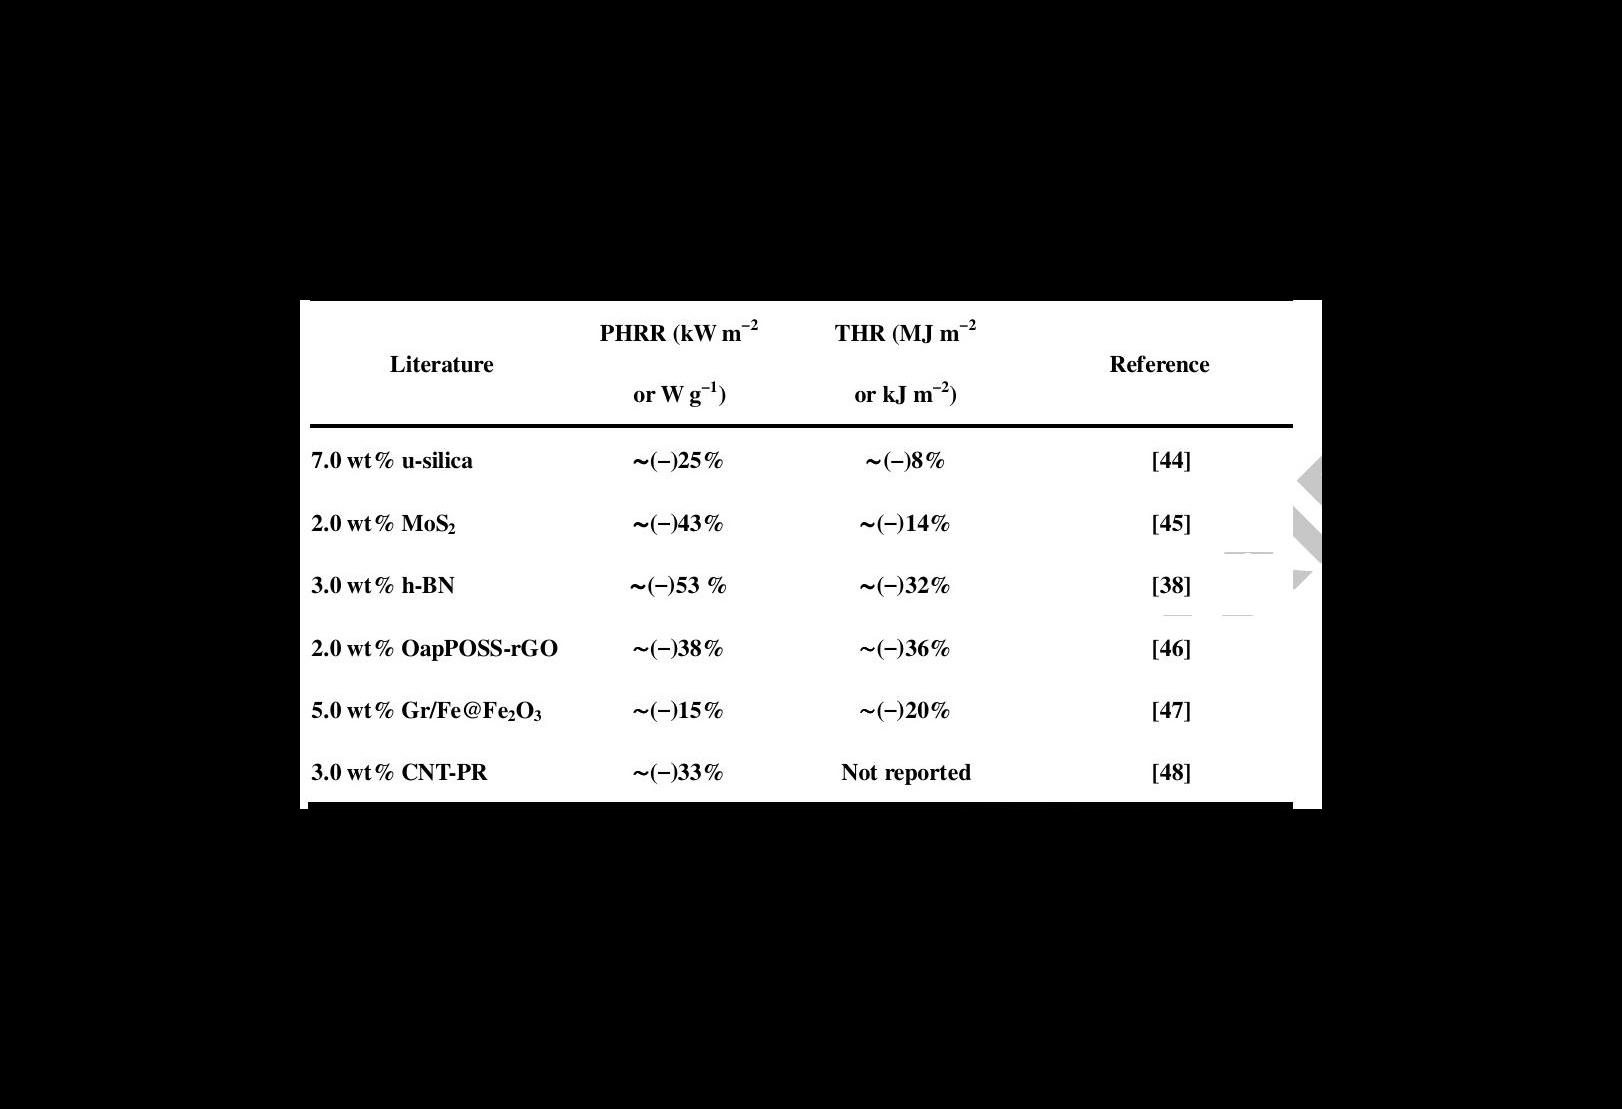 Literature PHRR (kW m⁻² or W g⁻¹) THR (MJ m⁻² or kJ m⁻²) Reference
7.0 wt% u-silica ~(−)25% ~(−)8% [44]
2.0 wt% MoS₂ ~(−)43% ~(−)14% [45]
3.0 wt% h-BN ~(−)53 % ~(−)32% [38]
2.0 wt% OapPOSS-rGO ~(−)38% ~(−)36% [46]
5.0 wt% Gr/Fe@Fe₂O₃ ~(−)15% ~(−)20% [47]
3.0 wt% CNT-PR ~(−)33% Not reported [48]